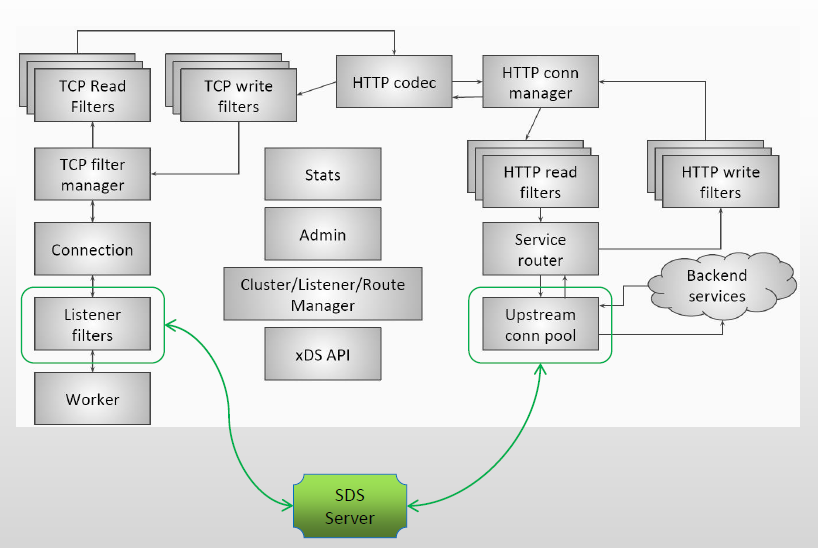 TCP Read
Filters
TCP write
filters
HTTP codec
HTTP conn
manager
TCP filter
manager
Stats
HTTP read
filters
HTTP write
filters
Connection
Admin
Service
router
Backend
services
Cluster/Listener/Route
Manager
Listener
filters
Upstream
conn pool
xDS API
Worker
SDS
Server